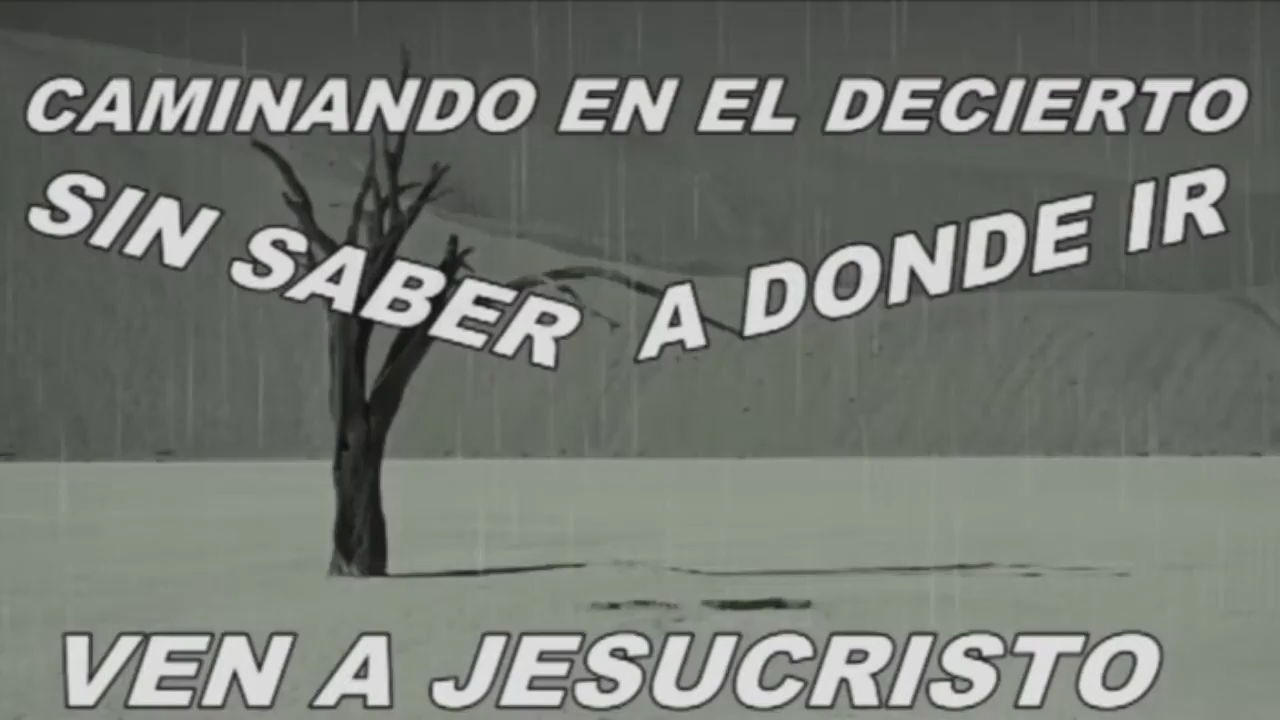 CAMINANDO EN EL DECIERTO
SIN SABER A DONDE IR
VEN A JESUCRISTO